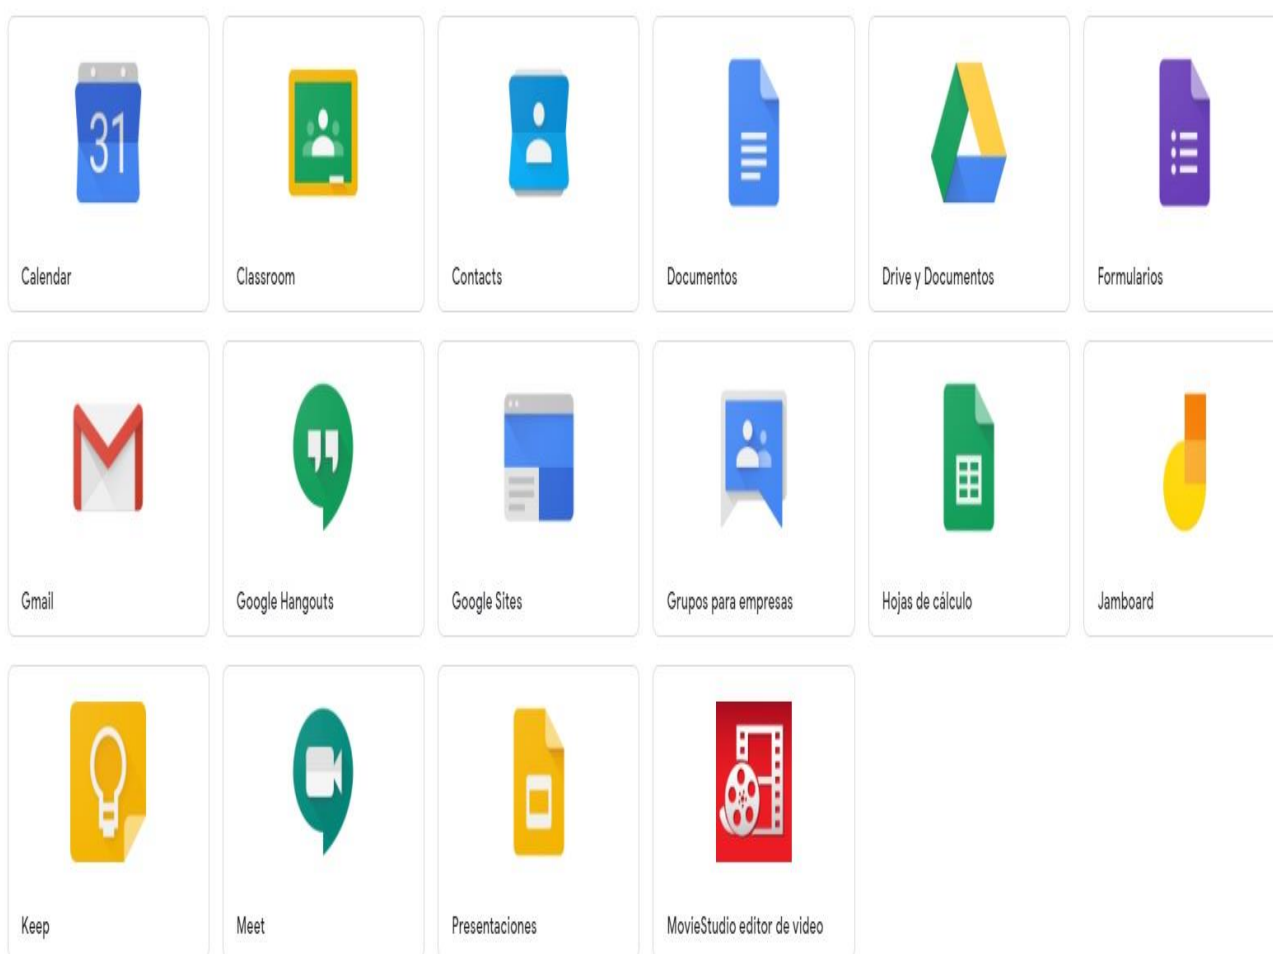 31
Calendar
Classroom
Contacts
Documentos
Drive y Documentos
Formularios
Gmail
Google Hangouts
Google Sites
Grupos para empresas
Hojas de cálculo
Jamboard
Keep
Meet
Presentaciones
MovieStudio editor de video